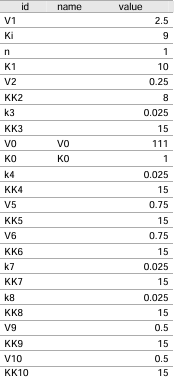 id name value
V1 2.5
Ki 9
n 1
K1 10
V2 0.25
KK2 8
k3 0.025
KK3 15
V0 V0 111
K0 K0 1
k4 0.025
KK4 15
V5 0.75
KK5 15
V6 0.75
KK6 15
k7 0.025
KK7 15
k8 0.025
KK8 15
V9 0.5
KK9 15
V10 0.5
KK10 15